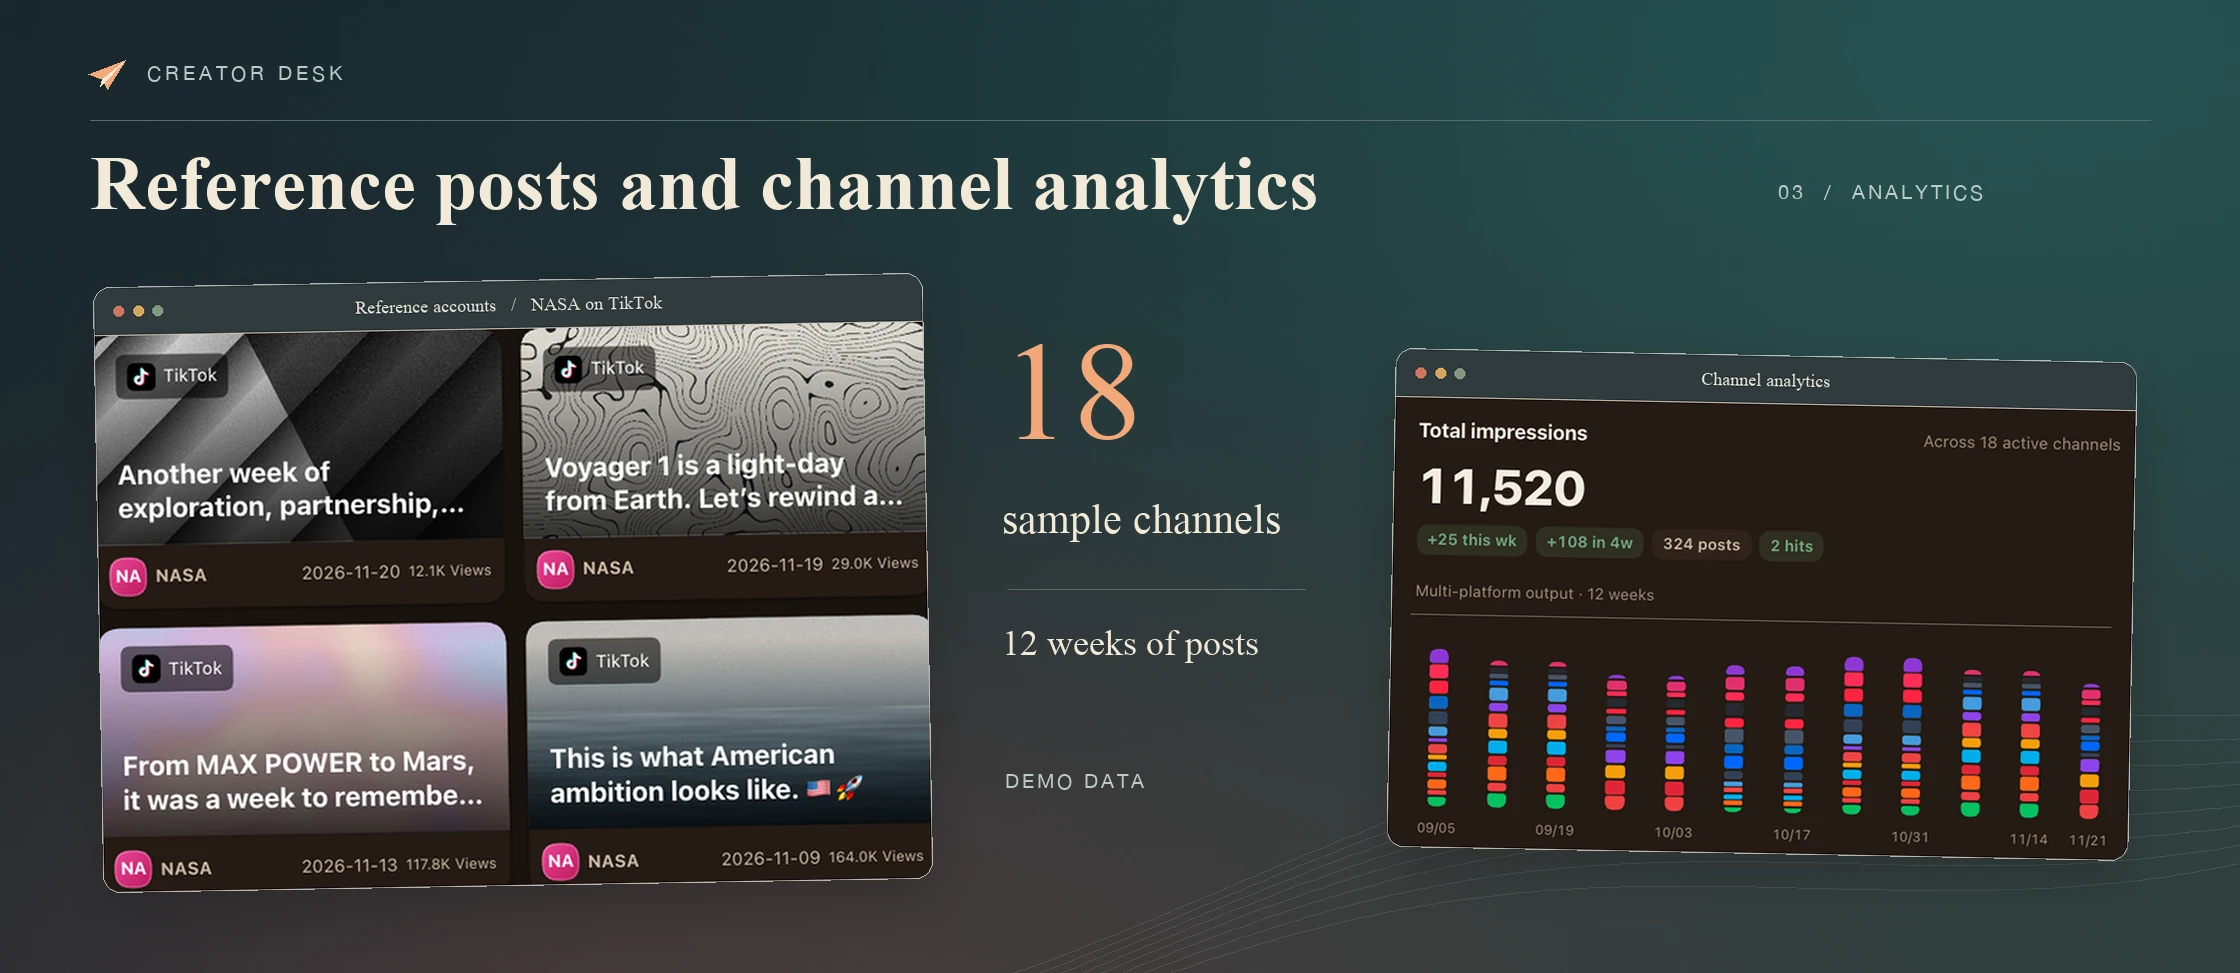 CREATOR DESK
Reference posts and channel analytics
03 / ANALYTICS
Reference accounts / NASA on TikTok
TikTok
Another week of
exploration, partnership,...
NA NASA 2026-11-20 12.1K Views
TikTok
Voyager 1 is a light-day
from Earth. Let's rewind a...
NA NASA 2026-11-19 29.0K Views
TikTok
From MAX POWER to Mars,
it was a week to remembe...
NA NASA 2026-11-13 117.8K Views
TikTok
This is what American
ambition looks like. 🇺🇸🚀
NA NASA 2026-11-09 164.0K Views
18
sample channels
12 weeks of posts
DEMO DATA
Channel analytics
Total impressions
Across 18 active channels
11,520
+25 this wk +108 in 4w 324 posts 2 hits
Multi-platform output · 12 weeks
09/05 09/19 10/03 10/17 10/31 11/14 11/21